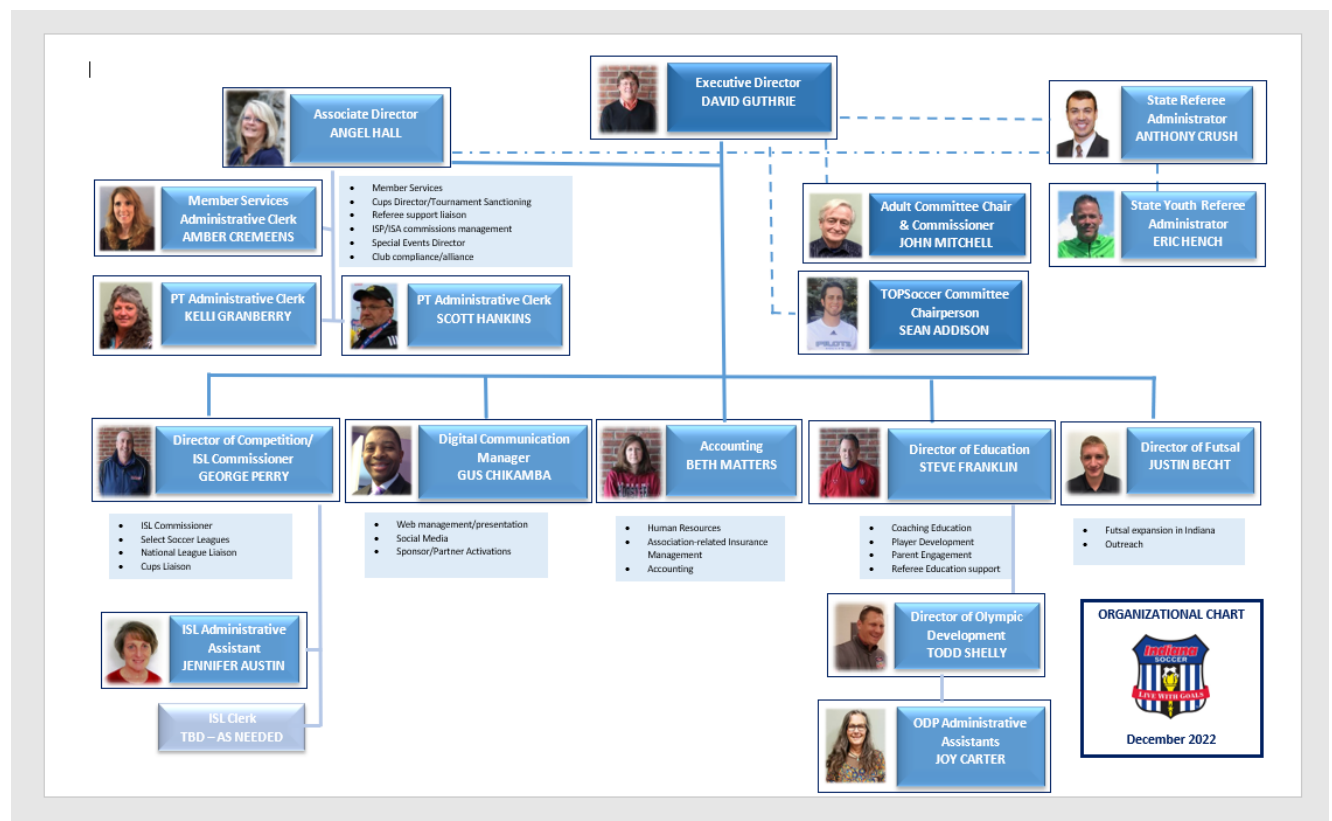 Executive Director
DAVID GUTHRIE
Associate Director
ANGEL HALL
State Referee
Administrator
ANTHONY CRUSH
Member Services
Administrative Clerk
AMBER CREMEENS
• Member Services
• Cups Director/Tournament Sanctioning
• Referee support liaison
• ISP/ISA commissions management
• Special Events Director
• Club compliance/alliance
Adult Committee Chair
& Commissioner
JOHN MITCHELL
State Youth Referee
Administrator
ERIC HENCH
PT Administrative Clerk
KELLI GRANBERRY
PT Administrative Clerk
SCOTT HANKINS
TOPSoccer Committee
Chairperson
SEAN ADDISON
PILOTS
Director of Competition/
ISL Commissioner
GEORGE PERRY
Digital Communication
Manager
GUS CHIKAMBA
Accounting
BETH MATTERS
Director of Education
STEVE FRANKLIN
Director of Futsal
JUSTIN BECHT
• ISL Commissioner
• Select Soccer Leagues
• National League Liaison
• Cups Liaison
• Web management/presentation
• Social Media
• Sponsor/Partner Activations
• Human Resources
• Association-related Insurance
Management
• Accounting
• Coaching Education
• Player Development
• Parent Engagement
• Referee Education support
• Futsal expansion in Indiana
• Outreach
ISL Administrative
Assistant
JENNIFER AUSTIN
ISL Clerk
TBD – AS NEEDED
Director of Olympic
Development
TODD SHELLY
ODP Administrative
Assistants
JOY CARTER
ORGANIZATIONAL CHART
Indiana
SOCCER
LIVE WITH GOALS
December 2022